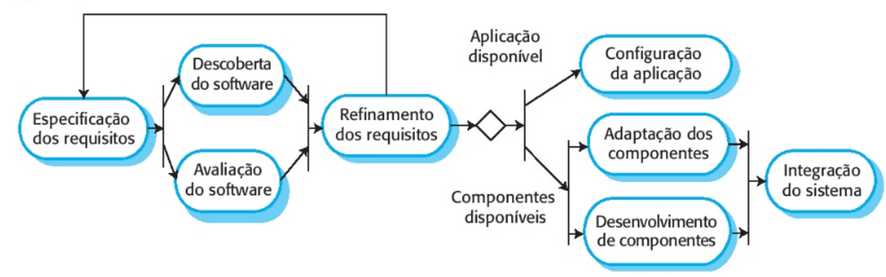 Especificação
dos requisitos
Descoberta
do software
Avaliação
do software
Refinamento
dos requisitos
Aplicação
disponível
Configuração
da aplicação
Componentes
disponíveis
Adaptação dos
componentes
Desenvolvimento
de componentes
Integração
do sistema